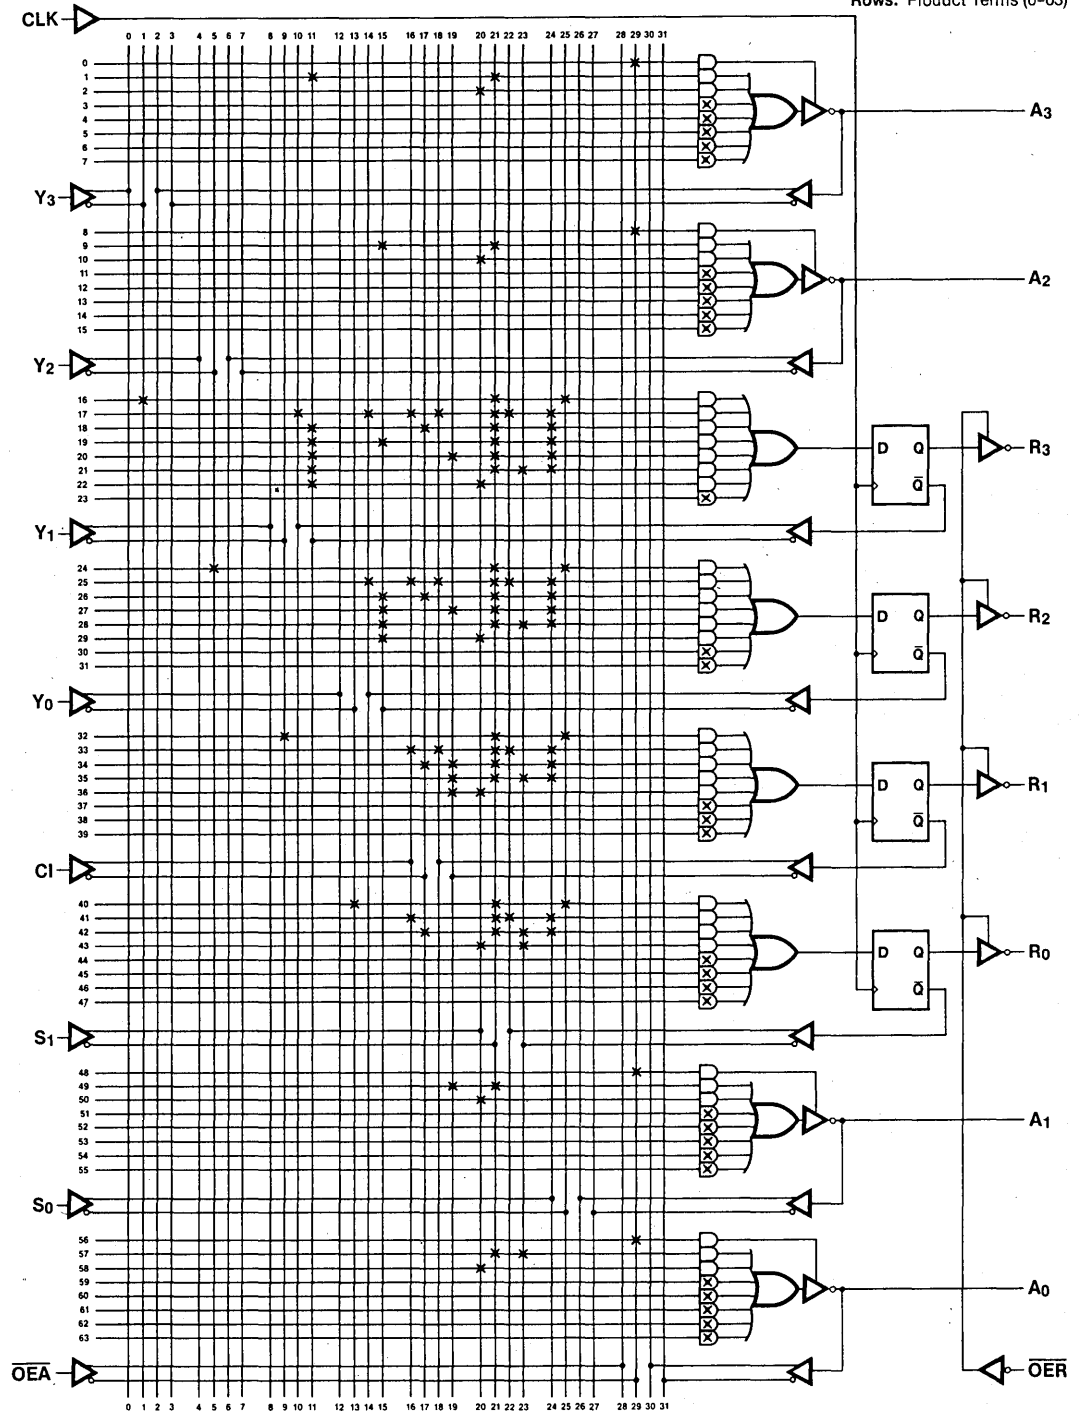 Rows: Product Terms (0-63)
CLK
0 1 2 3 4 5 6 7 8 9 10 11 12 13 14 15 16 17 18 19 20 21 22 23 24 25 26 27 28 29 30 31
0
1
2
3
4
5
6
7
A3
Y3
8
9
10
11
12
13
14
15
A2
Y2
16
17
18
19
20
21
22
23
D Q
Q̅
R3
Y1
24
25
26
27
28
29
30
31
D Q
Q̅
R2
Y0
32
33
34
35
36
37
38
39
D Q
Q̅
R1
CI
40
41
42
43
44
45
46
47
D Q
Q̅
R0
S1
48
49
50
51
52
53
54
55
A1
S0
56
57
58
59
60
61
62
63
A0
O̅E̅A̅
O̅E̅R̅
0 1 2 3 4 5 6 7 8 9 10 11 12 13 14 15 16 17 18 19 20 21 22 23 24 25 26 27 28 29 30 31